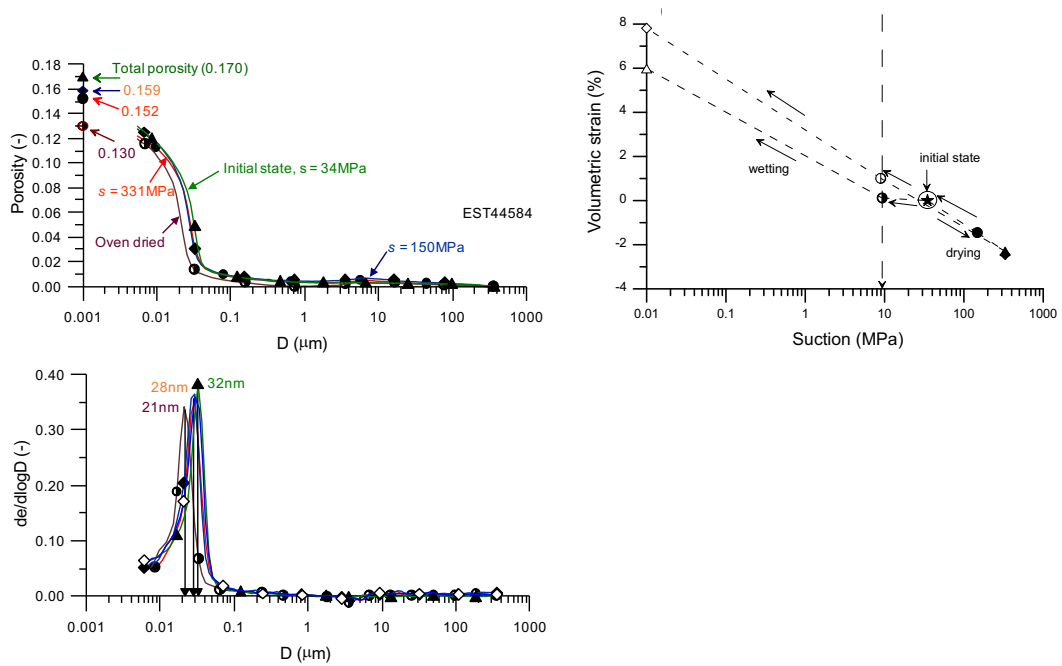 0.18
0.16
0.14
0.12
0.10
0.08
0.06
0.04
0.02
0.00
Porosity (-)
Total porosity (0.170)
0.159
0.152
0.130
Initial state, s = 34MPa
s = 331MPa
Oven dried
EST44584
s = 150MPa
0.001 0.01 0.1 1 10 100 1000
D (μm)
8
6
4
2
0
-2
-4
Volumetric strain (%)
wetting
initial state
drying
0.01 0.1 1 10 100 1000
Suction (MPa)
0.40
0.30
0.20
0.10
0.00
de/dlogD (-)
28nm
32nm
21nm
0.001 0.01 0.1 1 10 100 1000
D (μm)